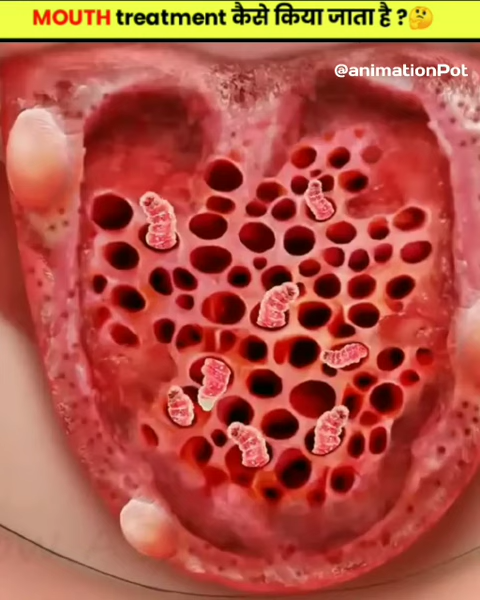 MOUTH treatment कैसे किया जाता है ?🤔
@animationPot